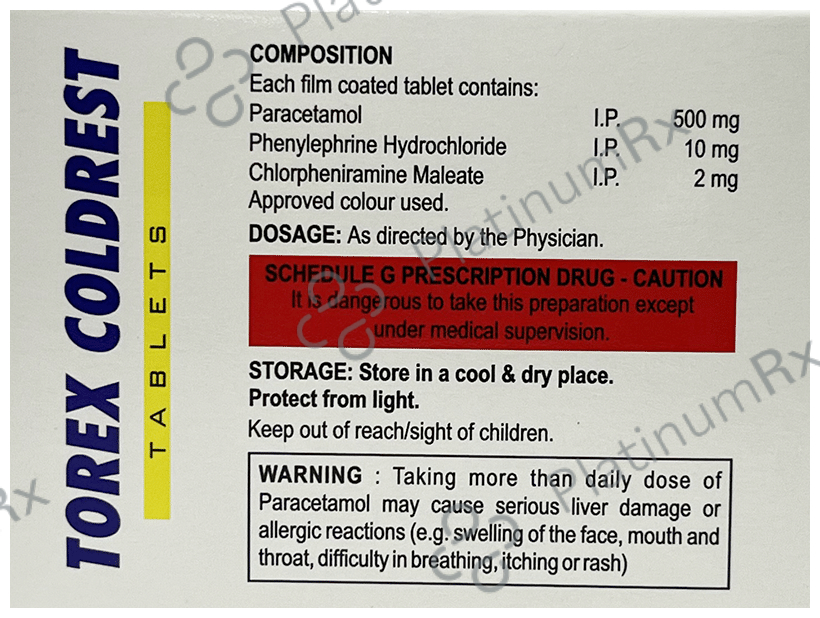 TOREX COLDREST
TABLETS
COMPOSITION
Each film coated tablet contains:
Paracetamol I.P. 500 mg
Phenylephrine Hydrochloride I.P. 10 mg
Chlorpheniramine Maleate I.P. 2 mg
Approved colour used.
DOSAGE: As directed by the Physician.
SCHEDULE G PRESCRIPTION DRUG - CAUTION
It is dangerous to take this preparation except
under medical supervision.
STORAGE: Store in a cool & dry place.
Protect from light.
Keep out of reach/sight of children.
WARNING : Taking more than daily dose of
Paracetamol may cause serious liver damage or
allergic reactions (e.g. swelling of the face, mouth and
throat, difficulty in breathing, itching or rash)
PlatinumRx
PlatinumRx
Rx